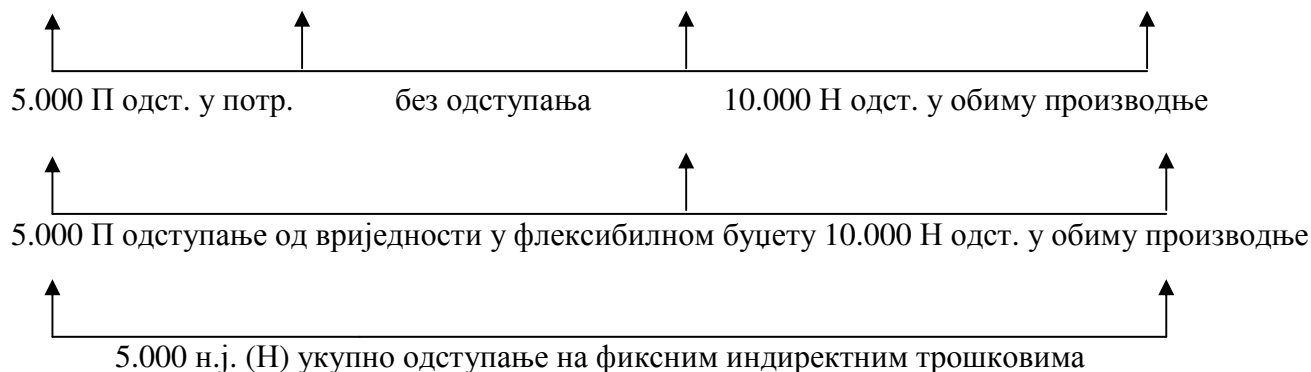 5.000 П одст. у потр. без одступања 10.000 Н одст. у обиму производње
5.000 П одступање од вриједности у флексибилном буџету 10.000 Н одст. у обиму производње
5.000 н.ј. (Н) укупно одступање на фиксним индиректним трошковима